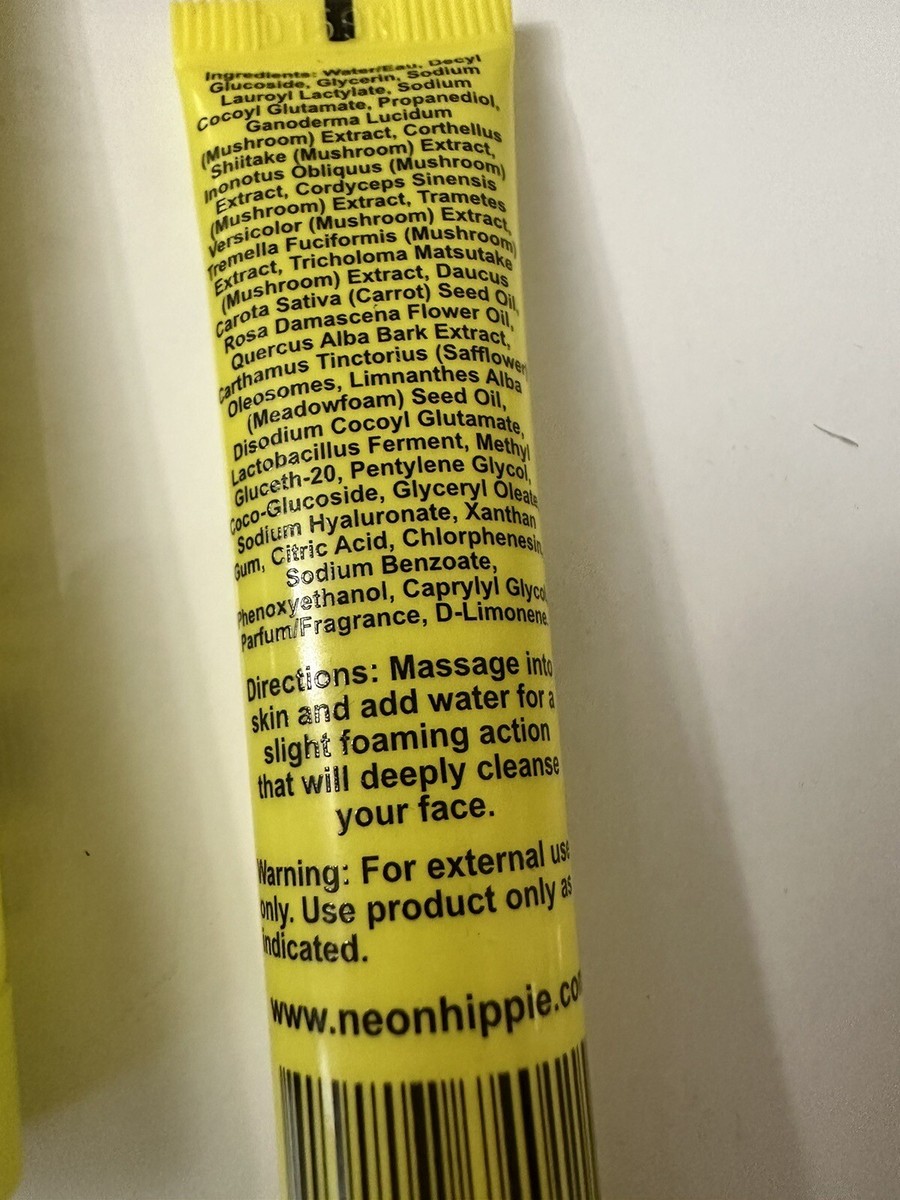 Ingredients: Water/Eau, Decyl
Glucoside, Glycerin, Sodium
Lauroyl Lactylate, Sodium
Cocoyl Glutamate, Propanediol,
Ganoderma Lucidum
(Mushroom) Extract, Corthellus
Shiitake (Mushroom) Extract,
Inonotus Obliquus (Mushroom)
Extract, Cordyceps Sinensis
(Mushroom) Extract, Trametes
Versicolor (Mushroom) Extract,
Tremella Fuciformis (Mushroom)
Extract, Tricholoma Matsutake
(Mushroom) Extract, Daucus
Carota Sativa (Carrot) Seed Oil,
Rosa Damascena Flower Oil,
Quercus Alba Bark Extract,
Carthamus Tinctorius (Safflower)
Oleosomes, Limnanthes Alba
(Meadowfoam) Seed Oil,
Disodium Cocoyl Glutamate,
Lactobacillus Ferment, Methyl
Gluceth-20, Pentylene Glycol,
Coco-Glucoside, Glyceryl Oleate
Sodium Hyaluronate, Xanthan
Gum, Citric Acid, Chlorphenesin,
Sodium Benzoate,
Phenoxyethanol, Caprylyl Glycol,
Parfum/Fragrance, D-Limonene
Directions: Massage into
skin and add water for a
slight foaming action
that will deeply cleanse
your face.
Warning: For external use
only. Use product only as
indicated.
www.neonhippie.co